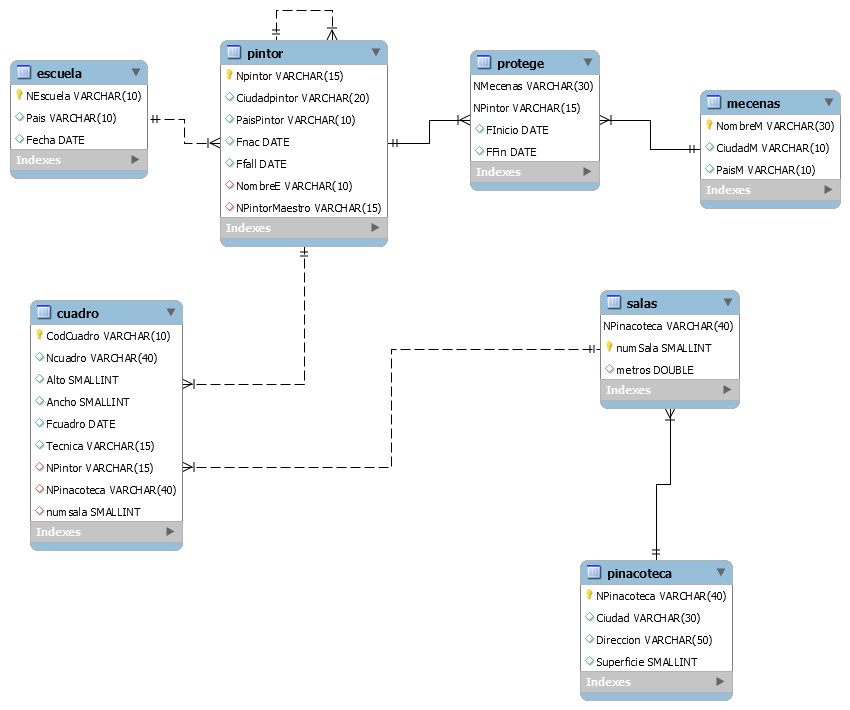 escuela
NEscuela VARCHAR(10)
Pais VARCHAR(10)
Fecha DATE
Indexes
pintor
Npintor VARCHAR(15)
Ciudadpintor VARCHAR(20)
PaisPintor VARCHAR(10)
Fnac DATE
Ffall DATE
NombreE VARCHAR(10)
NPintorMaestro VARCHAR(15)
Indexes
protege
NMecenas VARCHAR(30)
NPintor VARCHAR(15)
FInicio DATE
FFin DATE
Indexes
mecenas
NombreM VARCHAR(30)
CiudadM VARCHAR(10)
PaisM VARCHAR(10)
Indexes
cuadro
CodCuadro VARCHAR(10)
Ncuadro VARCHAR(40)
Alto SMALLINT
Ancho SMALLINT
Fcuadro DATE
Tecnica VARCHAR(15)
NPintor VARCHAR(15)
NPinacoteca VARCHAR(40)
numsala SMALLINT
Indexes
salas
NPinacoteca VARCHAR(40)
numSala SMALLINT
metros DOUBLE
Indexes
pinacoteca
NPinacoteca VARCHAR(40)
Ciudad VARCHAR(30)
Direccion VARCHAR(50)
Superficie SMALLINT
Indexes